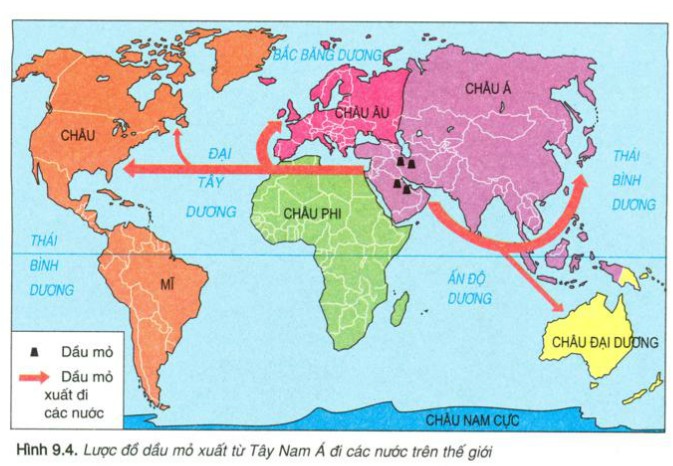 BẮC BĂNG DƯƠNG
CHÂU Á
CHÂU ÂU
CHÂU
ĐẠI
TÂY
DƯƠNG
THÁI
BÌNH
DƯƠNG
CHÂU PHI
THÁI
BÌNH
DƯƠNG
MĨ
ẤN ĐỘ
DƯƠNG
CHÂU ĐẠI DƯƠNG
Dầu mỏ
Dầu mỏ
xuất đi
các nước
CHÂU NAM CỰC
Hình 9.4. Lược đồ dầu mỏ xuất từ Tây Nam Á đi các nước trên thế giới